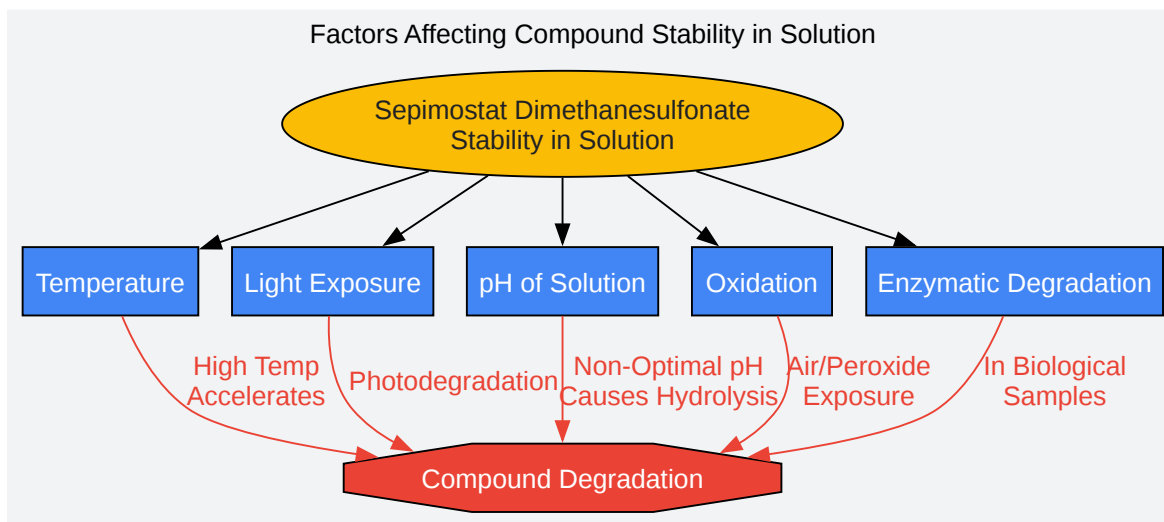 Factors Affecting Compound Stability in Solution
Sepimostat Dimethanesulfonate
Stability in Solution
Temperature
Light Exposure
pH of Solution
Oxidation
Enzymatic Degradation
High Temp
Accelerates
Photodegradation
Non-Optimal pH
Causes Hydrolysis
Air/Peroxide
Exposure
In Biological
Samples
Compound Degradation